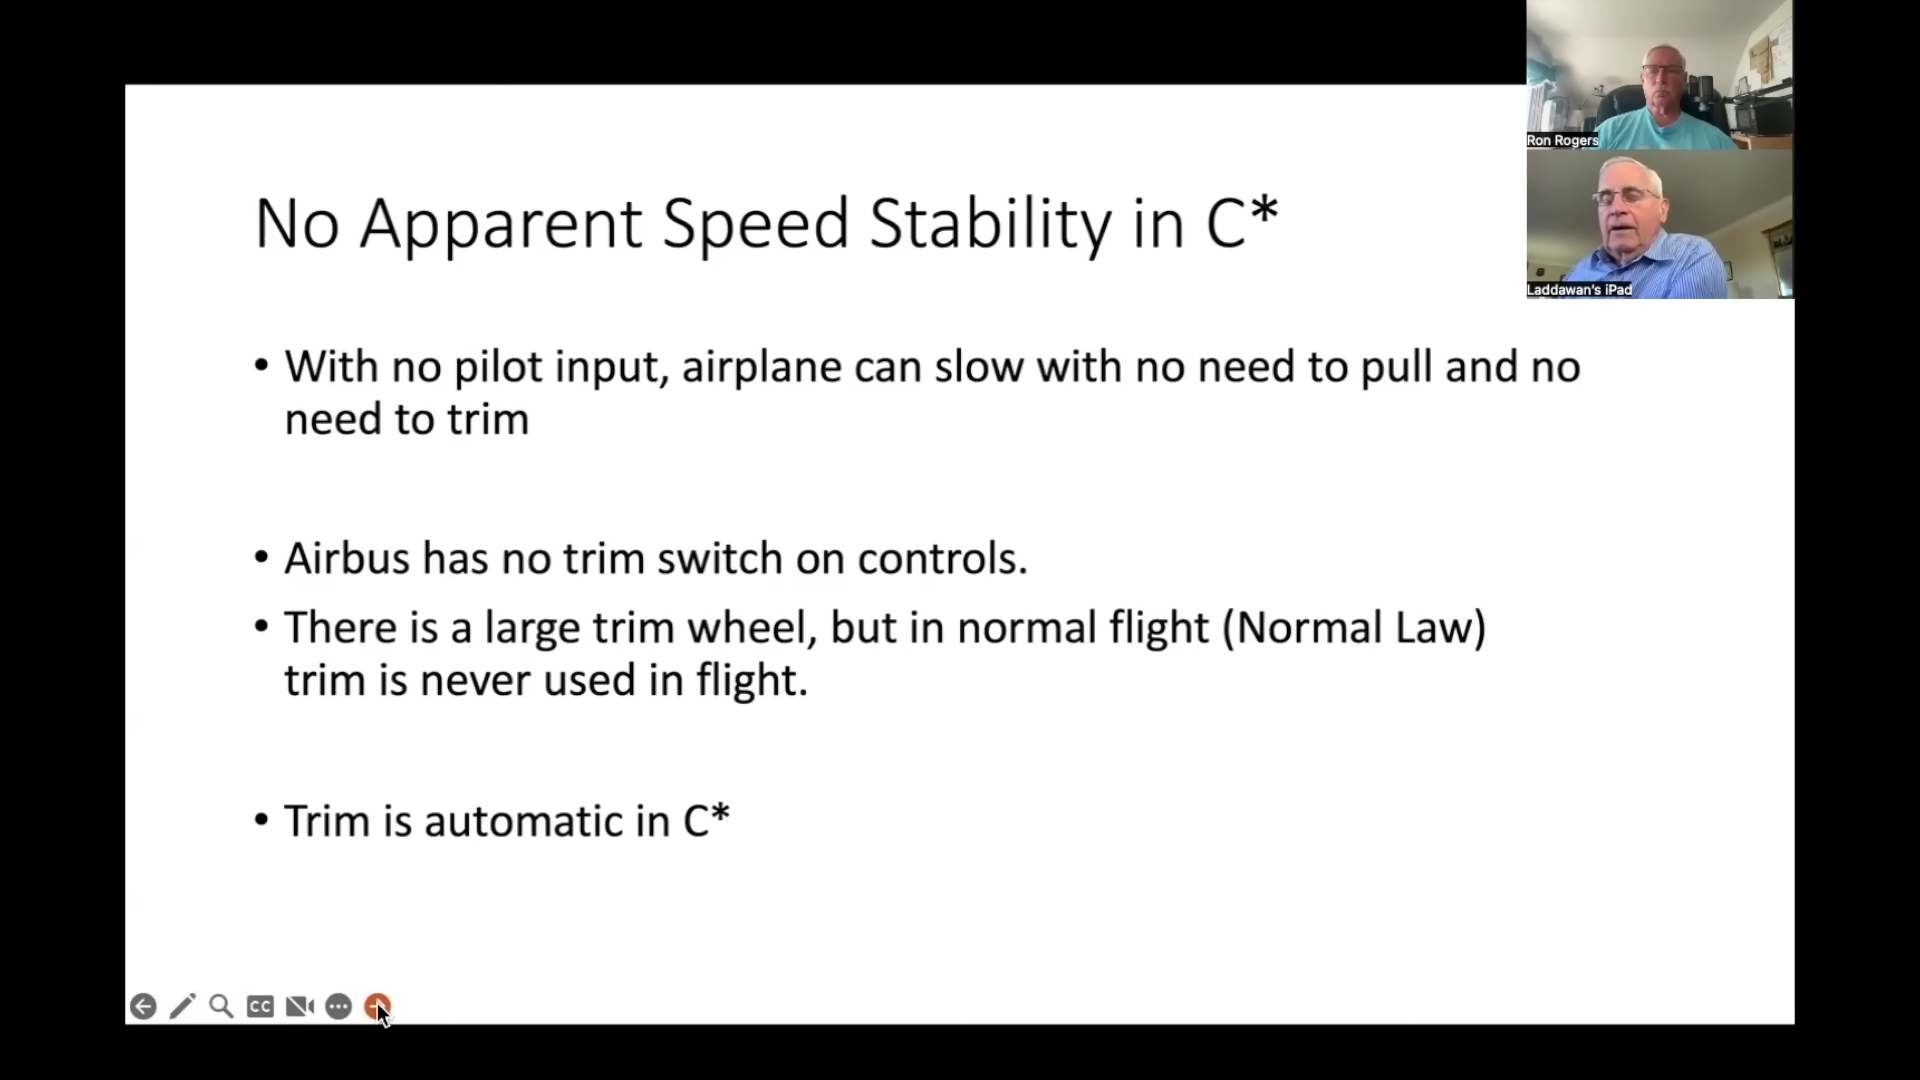 No Apparent Speed Stability in C*
• With no pilot input, airplane can slow with no need to pull and no
need to trim
• Airbus has no trim switch on controls.
• There is a large trim wheel, but in normal flight (Normal Law)
trim is never used in flight.
• Trim is automatic in C*
Ron Rogers
Laddawan's iPad
CC